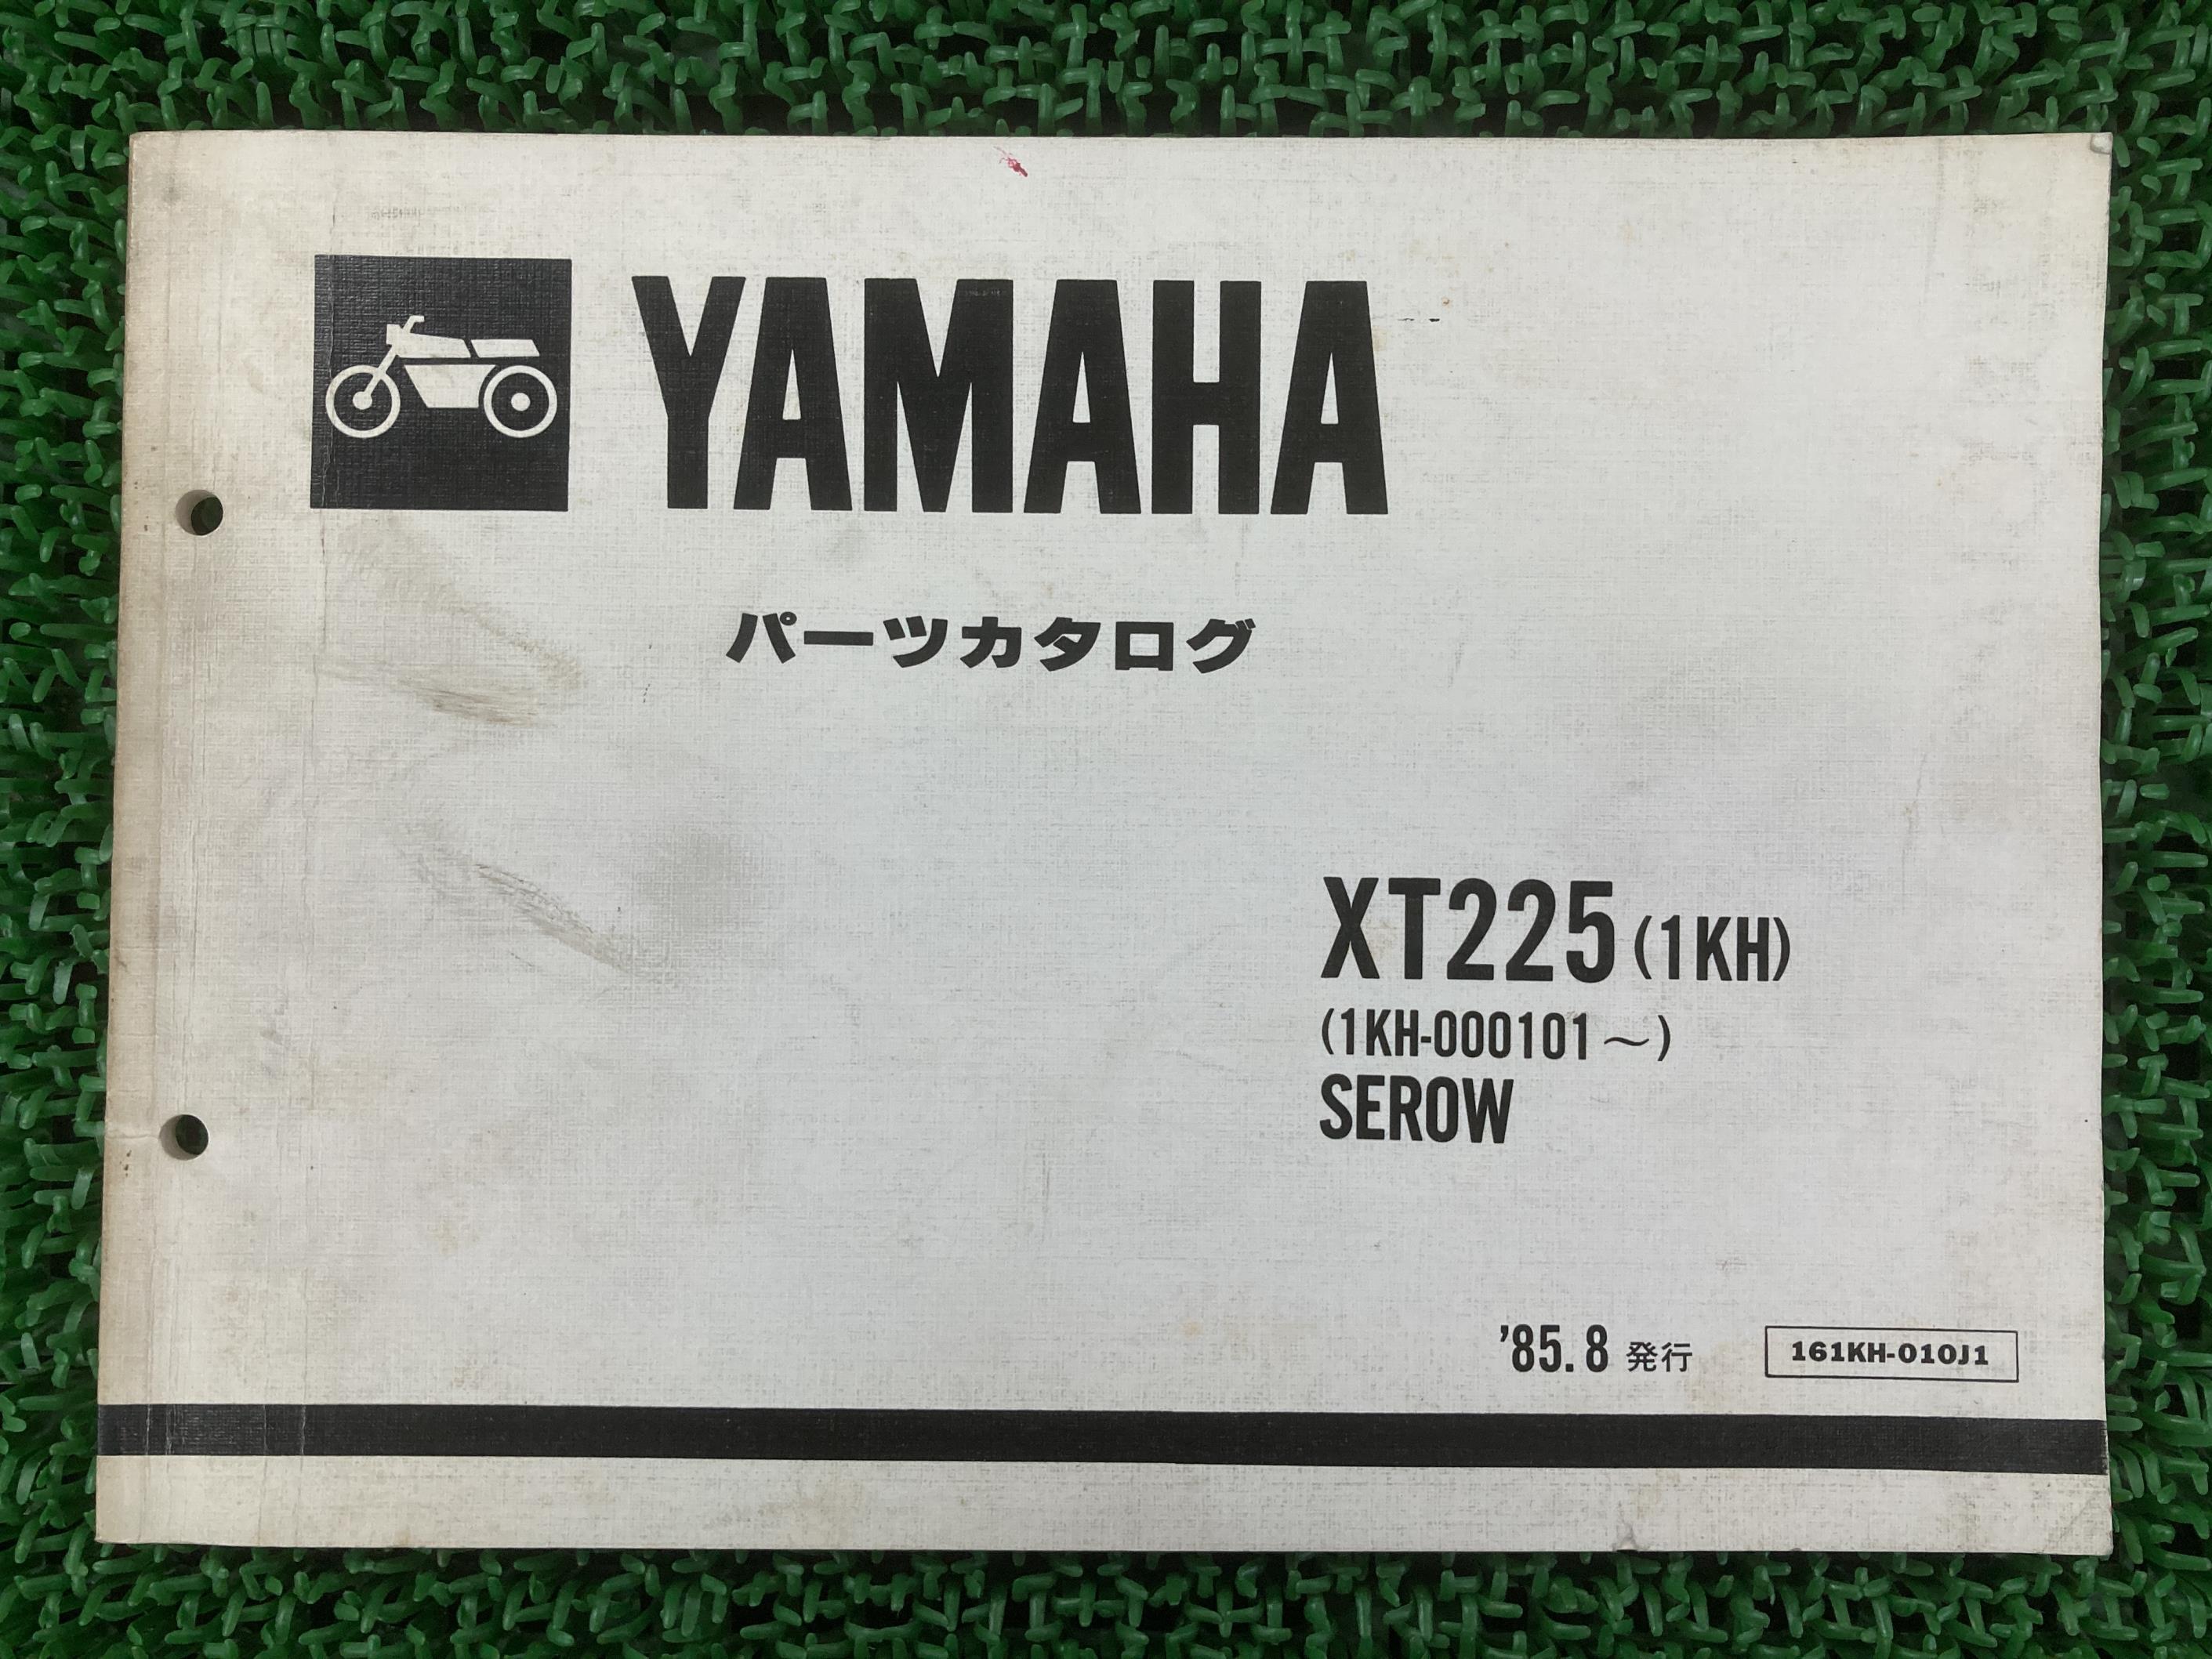 YAMAHA
パーツカタログ
XT225(1KH)
(1KH-000101～)
SEROW
'85.8 発行
161KH-010J1